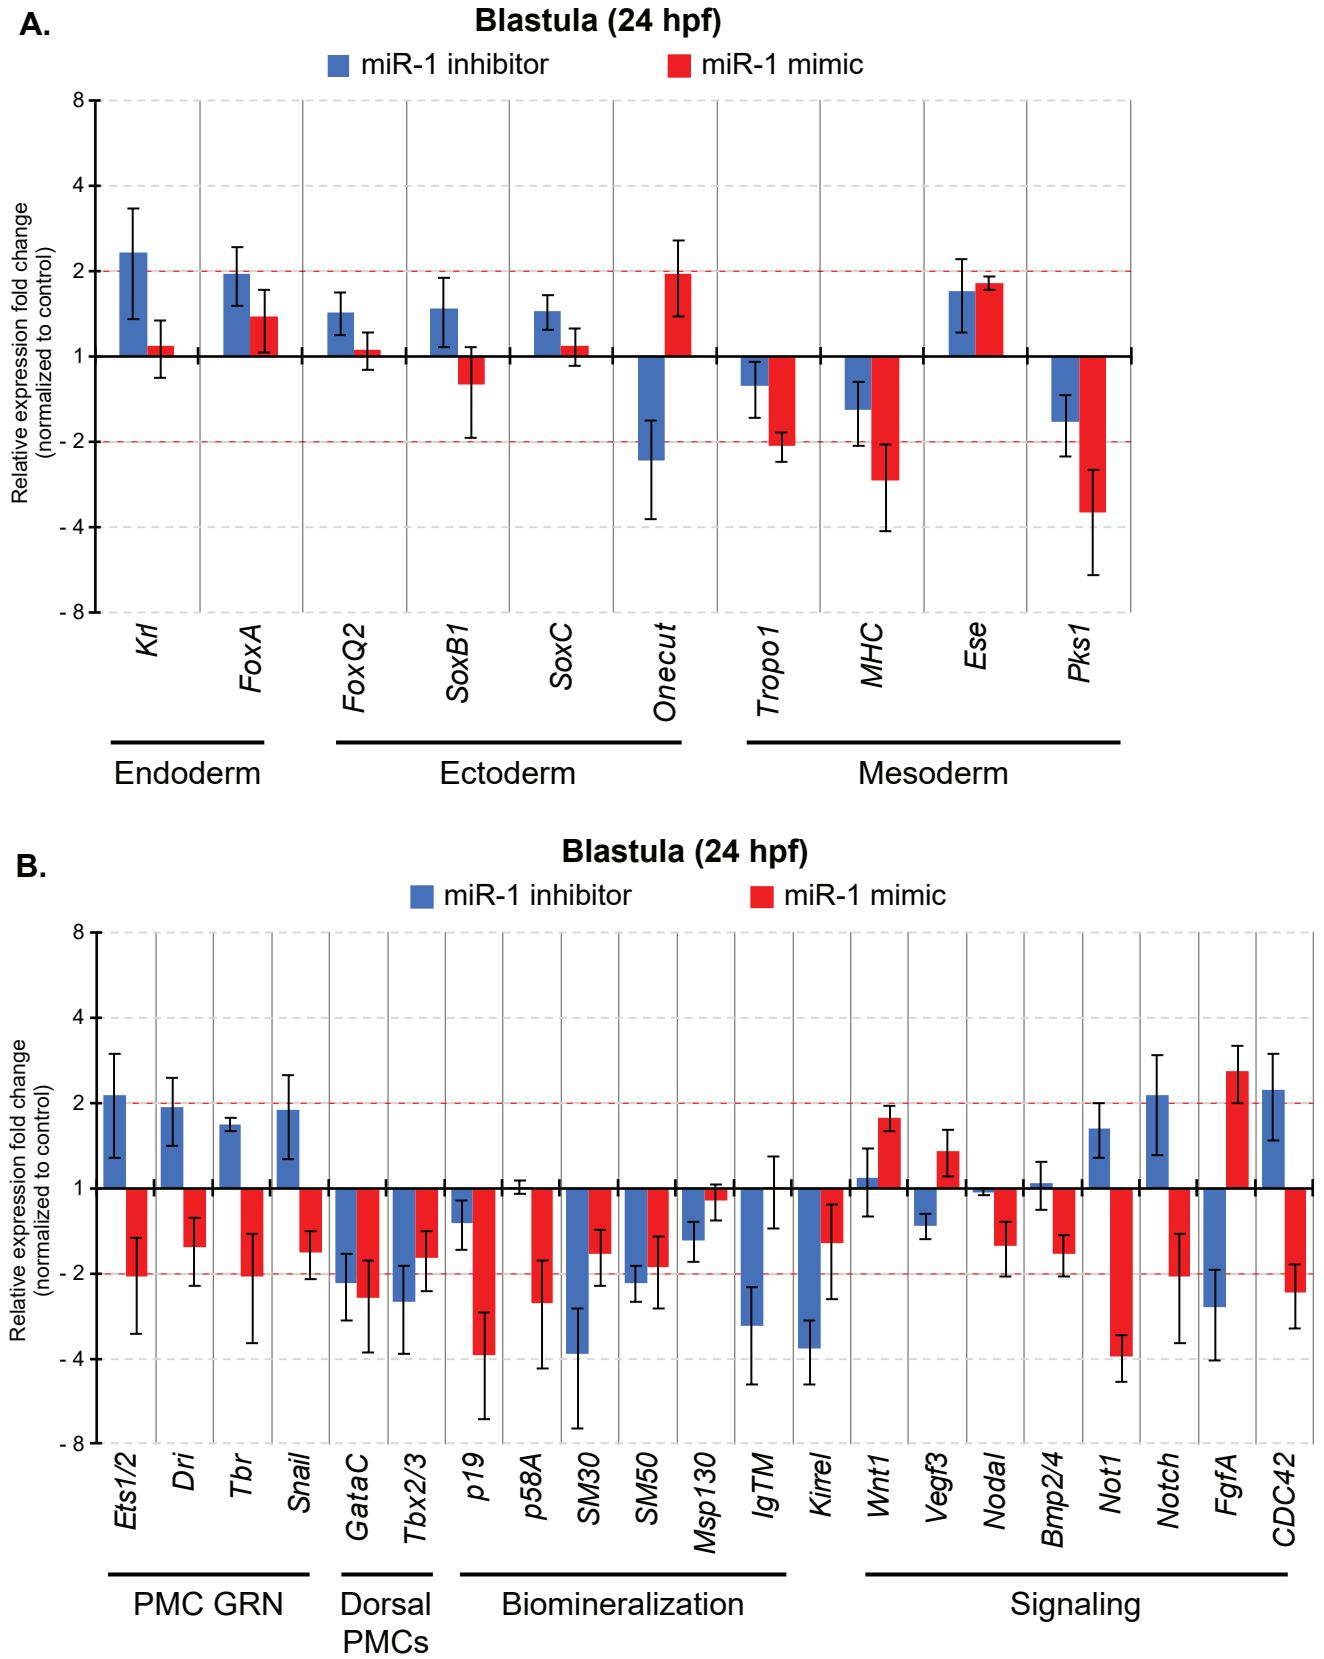 A.
Blastula (24 hpf)
miR-1 inhibitor
miR-1 mimic
Relative expression fold change
(normalized to control)
8
4
2
1
- 2
- 4
- 8
Krl
FoxA
FoxQ2
SoxB1
SoxC
Onecut
Tropo1
MHC
Ese
Pks1
Endoderm
Ectoderm
Mesoderm
B.
Blastula (24 hpf)
miR-1 inhibitor
miR-1 mimic
Relative expression fold change
(normalized to control)
8
4
2
1
- 2
- 4
- 8
Ets1/2
Dri
Tbr
Snail
GataC
Tbx2/3
p19
p58A
SM30
SM50
Msp130
IgTM
Kirrel
Wnt1
Vegf3
Nodal
Bmp2/4
Not1
Notch
FgfA
CDC42
PMC GRN
Dorsal
PMCs
Biomineralization
Signaling